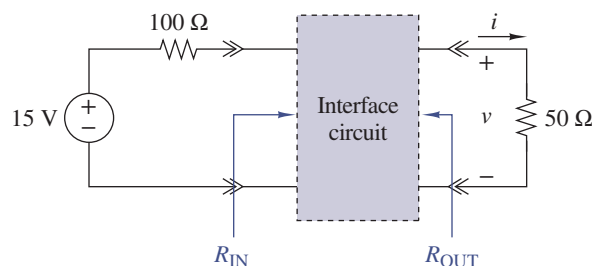 100 Ω
i
+
15 V
+
−
Interface
circuit
v
50 Ω
−
R_IN
R_OUT